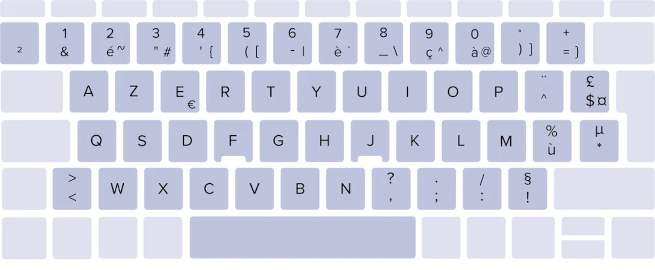 1 2 3 4 5 6 7 8 9 0 ° +
² & é ~ " # ' { ( [ - | è ` _ \ ç ^ à @ ) ] = }
A Z E € R T Y U I O P ¨ ^ £ $ ¤
Q S D F G H J K L M % ù µ *
> < W X C V B N ? , . ; / : § !